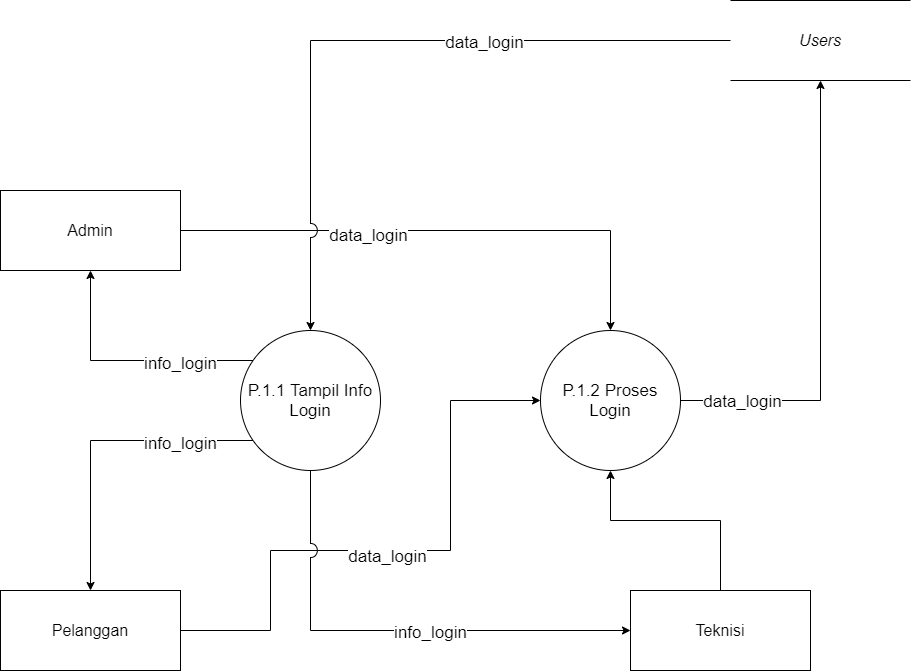 data_login
Users
Admin
data_login
info_login
P.1.1 Tampil Info
Login
P.1.2 Proses
Login
data_login
info_login
data_login
Pelanggan
info_login
Teknisi